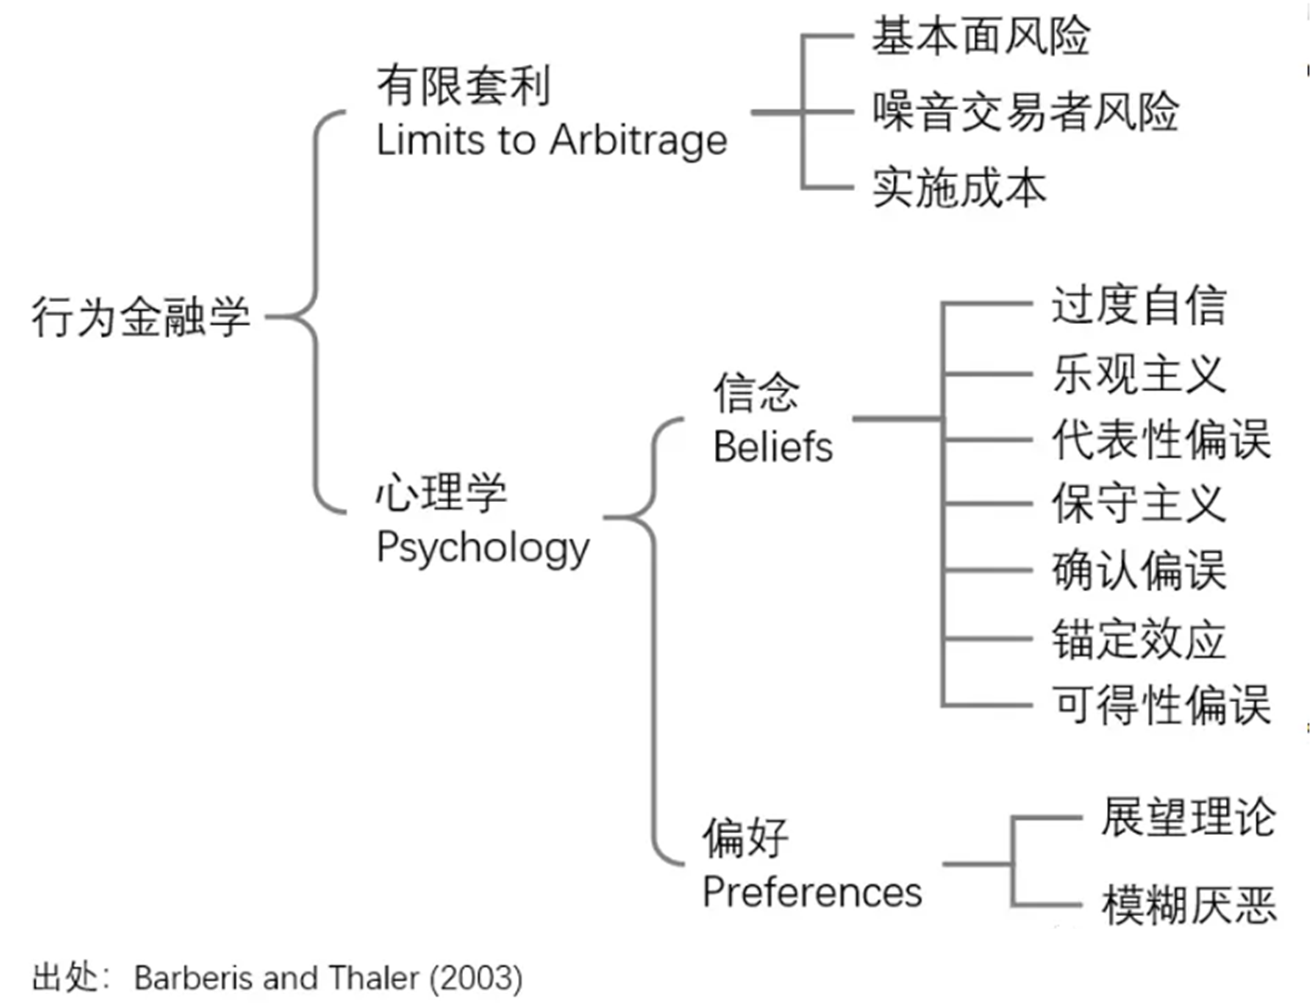 行为金融学
有限套利
Limits to Arbitrage
基本面风险
噪音交易者风险
实施成本
心理学
Psychology
信念
Beliefs
过度自信
乐观主义
代表性偏误
保守主义
确认偏误
锚定效应
可得性偏误
偏好
Preferences
展望理论
模糊厌恶
出处：Barberis and Thaler (2003)